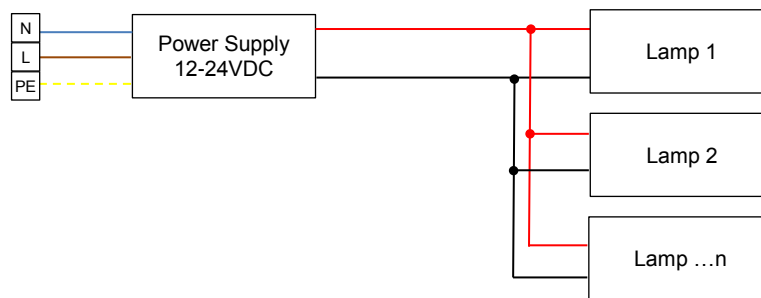 N
L
PE
Power Supply
12-24VDC
Lamp 1
Lamp 2
Lamp …n